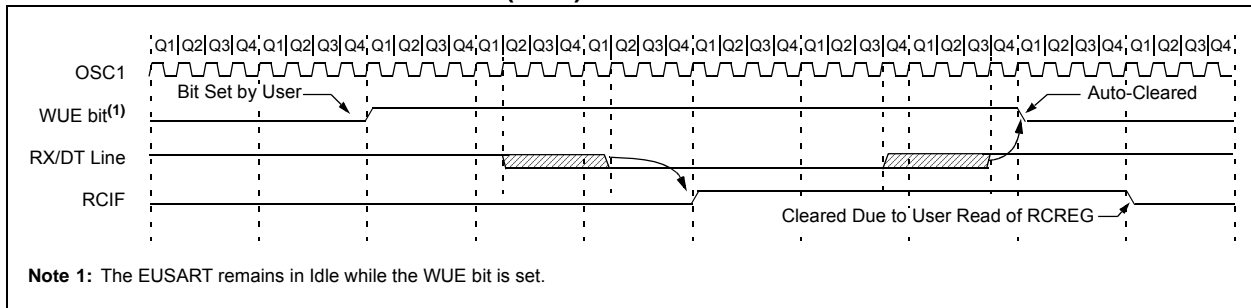 Q1 Q2 Q3 Q4 Q1 Q2 Q3 Q4 Q1 Q2 Q3 Q4 Q1 Q2 Q3 Q4 Q1 Q2 Q3 Q4 Q1 Q2 Q3 Q4 Q1 Q2 Q3 Q4 Q1 Q2 Q3 Q4 Q1 Q2 Q3 Q4 Q1 Q2 Q3 Q4
OSC1
Bit Set by User
Auto-Cleared
WUE bit(1)
RX/DT Line
RCIF
Cleared Due to User Read of RCREG
Note 1: The EUSART remains in Idle while the WUE bit is set.